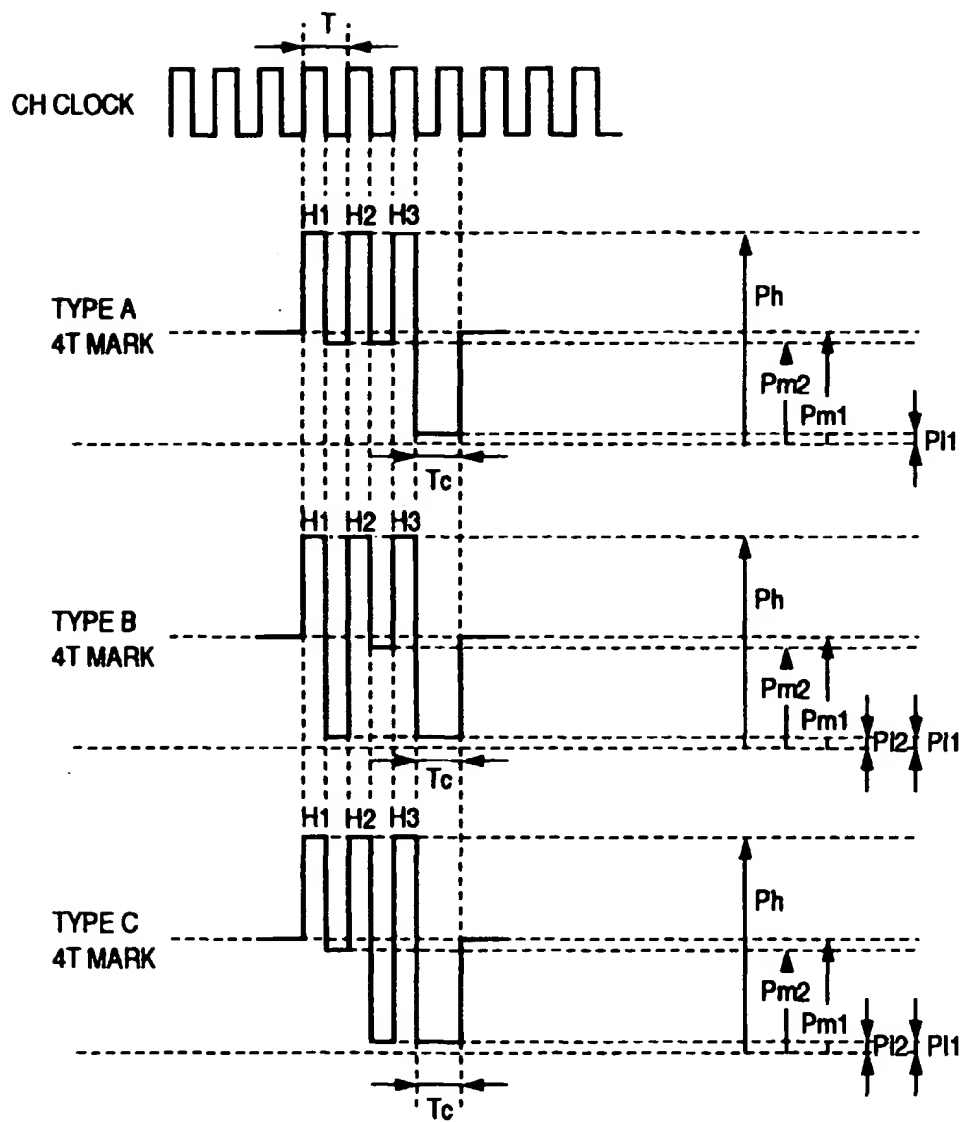 T
CH CLOCK
H1 H2 H3
TYPE A
4T MARK
Ph
Pm2
Pm1
Pl1
Tc
H1 H2 H3
TYPE B
4T MARK
Ph
Pm2
Pm1
Pl2
Pl1
Tc
H1 H2 H3
TYPE C
4T MARK
Ph
Pm2
Pm1
Pl2
Pl1
Tc